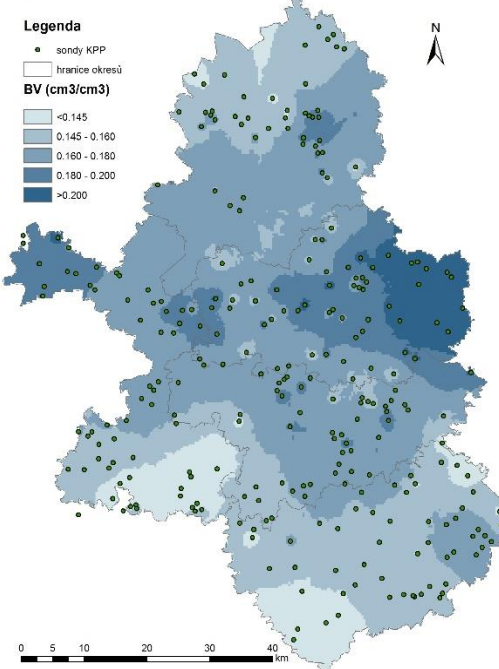 Legenda
sondy KPP
hranice okresů
BV (cm3/cm3)
<0.145
0.145 - 0.160
0.160 - 0.180
0.180 - 0.200
>0.200
N
0 5 10 20 30 40
km